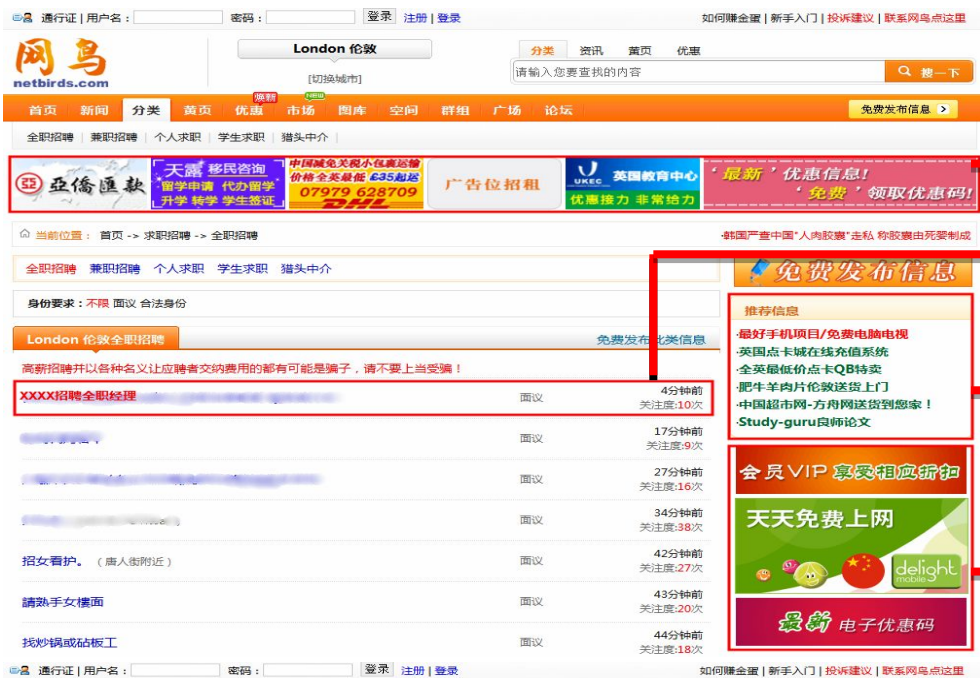 通行证 | 用户名： 密码： 登录 注册 | 登录 如何赚金蛋 | 新手入门 | 投诉建议 | 联系网鸟点这里
网鸟
netbirds.com
London 伦敦
[切换城市]
分类 资讯 黄页 优惠
请输入您要查找的内容 搜一下
焕新 NEW
首页 新闻 分类 黄页 优惠 市场 图库 空间 群组 广场 论坛 免费发布信息
全职招聘 | 兼职招聘 | 个人求职 | 学生求职 | 猎头中介 |
亞僑匯款
天露 移民咨询
留学申请 代办留学
升学 转学 学生签证
中国减免关税小包裹运输
价格全英最低 £35起送
07979 628709
DHL
广告位招租
UKEC 英国教育中心
优惠接力 非常给力
‘最新’优惠信息!
‘免费’领取优惠码!
当前位置： 首页 -> 求职招聘 -> 全职招聘
·韩国严查中国"人肉胶囊"走私 称胶囊由死婴制成
全职招聘 兼职招聘 个人求职 学生求职 猎头中介
免费发布信息
身份要求：不限 面议 合法身份
London 伦敦全职招聘 免费发布此类信息
高薪招聘并以各种名义让应聘者交纳费用的都有可能是骗子，请不要上当受骗！
XXXX招聘全职经理 面议 4分钟前
关注度:10次
面议 17分钟前
关注度:9次
面议 27分钟前
关注度:16次
面议 34分钟前
关注度:38次
招女看护。（唐人街附近） 面议 42分钟前
关注度:27次
請熟手女樓面 面议 43分钟前
关注度:20次
找炒锅或砧板工 面议 44分钟前
关注度:18次
推荐信息
·最好手机项目/免费电脑电视
·英国点卡城在线充值系统
·全英最低价点卡QB特卖
·肥牛羊肉片伦敦送货上门
·中国超市网-方舟网送货到您家！
·Study-guru良师论文
会员VIP 享受相应折扣
天天免费上网
delight
mobile
最新 电子优惠码
通行证 | 用户名： 密码： 登录 注册 | 登录 如何赚金蛋 | 新手入门 | 投诉建议 | 联系网鸟点这里